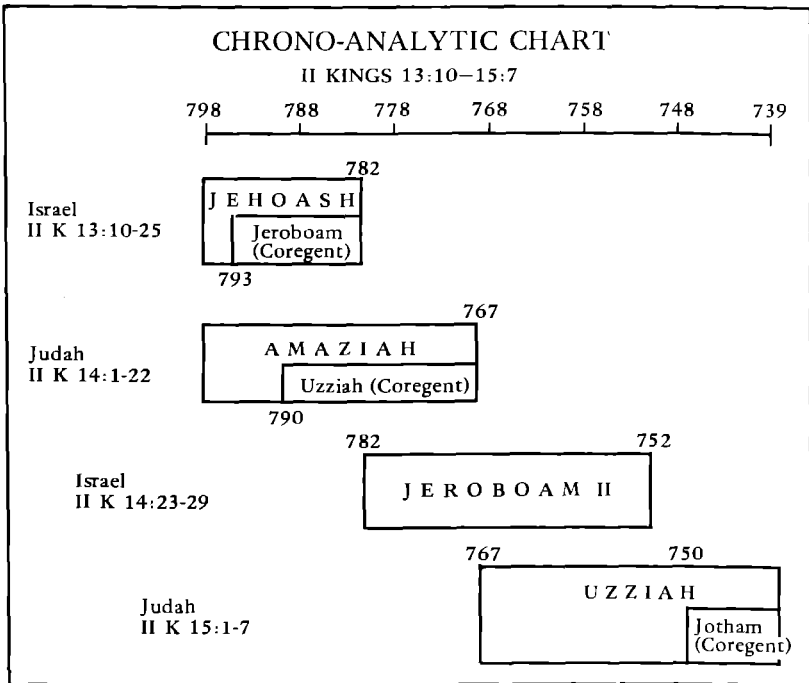 CHRONO-ANALYTIC CHART
II KINGS 13:10–15:7
798 788 778 768 758 748 739
782
Israel
II K 13:10-25
JEHOASH
Jeroboam
(Coregent)
793
767
Judah
II K 14:1-22
AMAZIAH
Uzziah (Coregent)
790
782 752
Israel
II K 14:23-29
JEROBOAM II
767 750
Judah
II K 15:1-7
UZZIAH
Jotham
(Coregent)